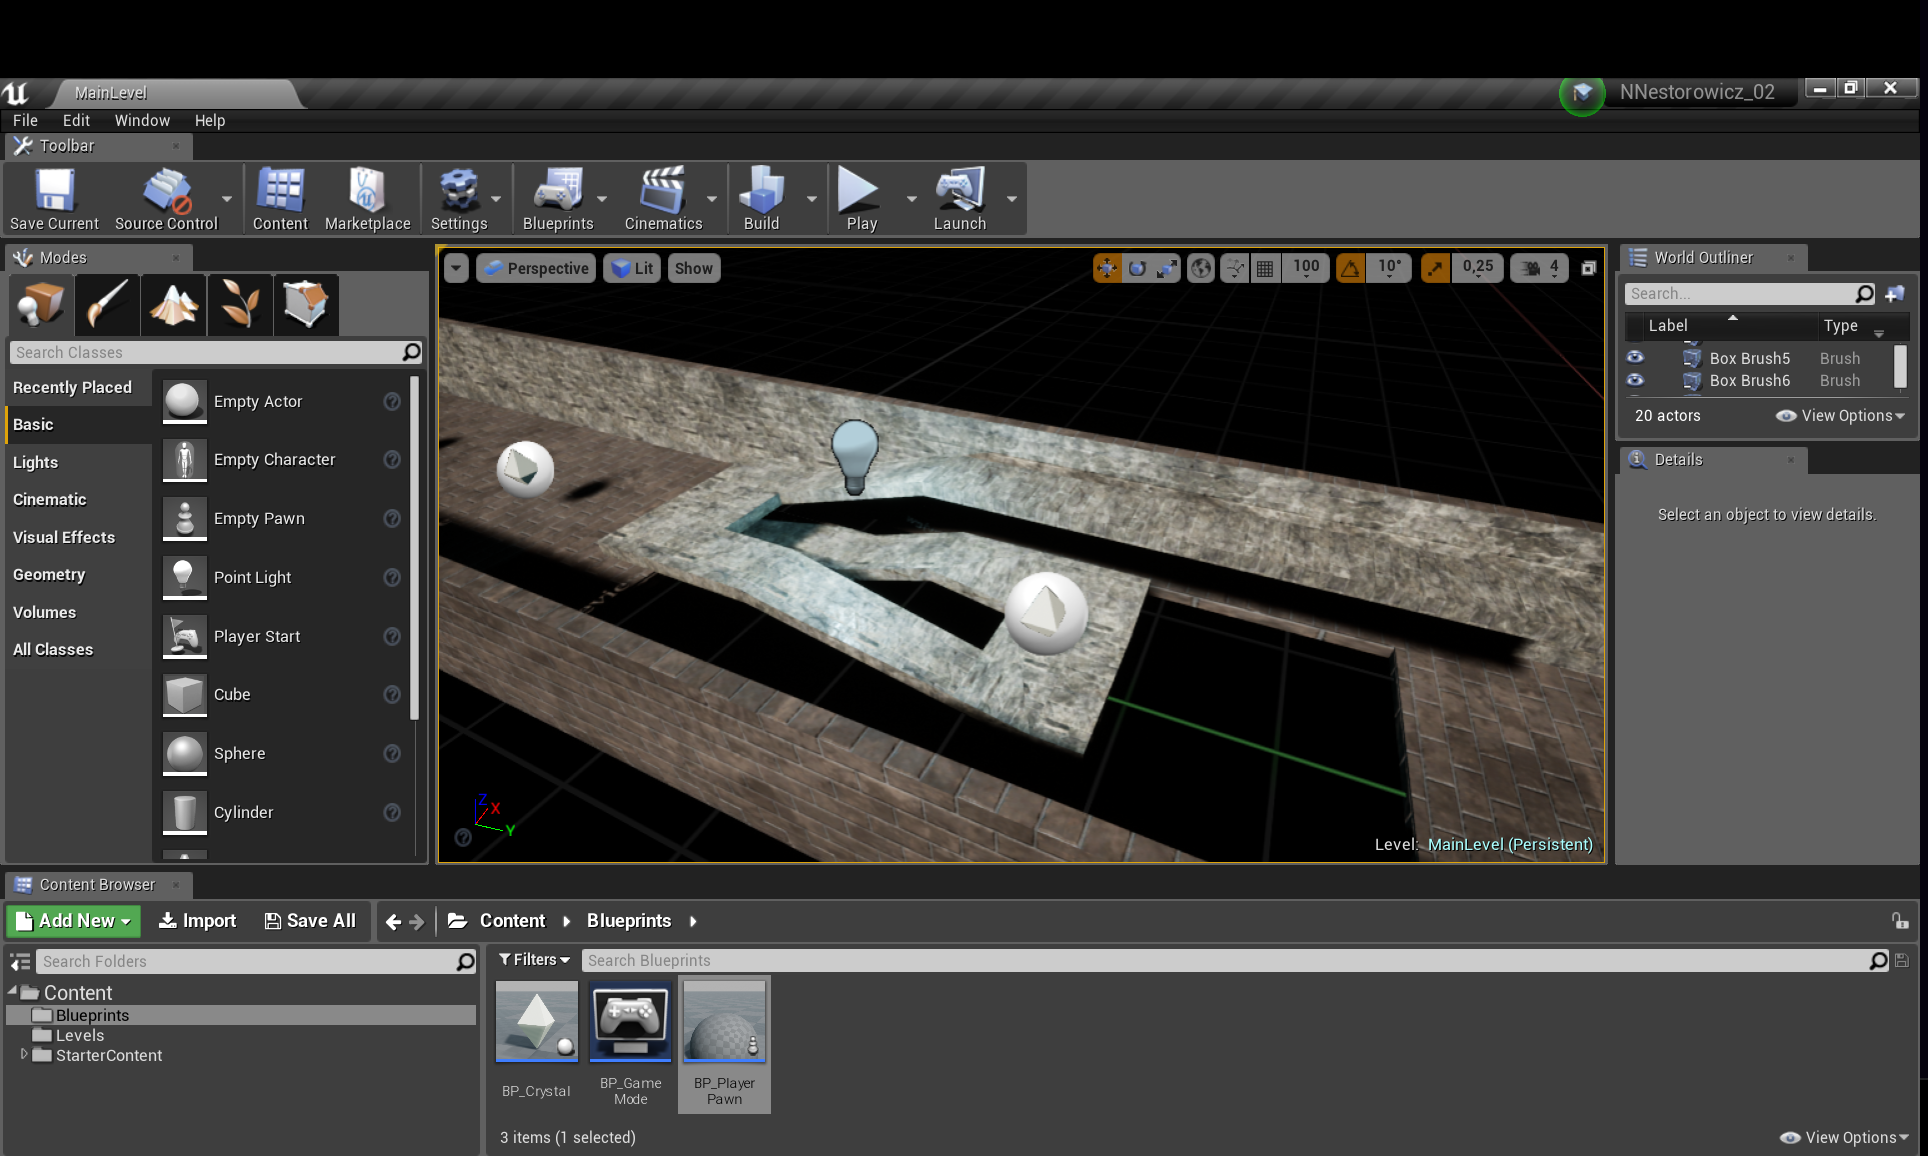 MainLevel
NNestorowicz_02
File Edit Window Help
Toolbar
Save Current Source Control Content Marketplace Settings Blueprints Cinematics Build Play Launch
Modes
Search Classes
Recently Placed
Basic
Lights
Cinematic
Visual Effects
Geometry
Volumes
All Classes
Empty Actor
Empty Character
Empty Pawn
Point Light
Player Start
Cube
Sphere
Cylinder
Perspective Lit Show
100 10° 0,25 4
Z
X
Y
Level: MainLevel (Persistent)
World Outliner
Search...
Label Type
Box Brush5 Brush
Box Brush6 Brush
20 actors View Options
Details
Select an object to view details.
Content Browser
Add New Import Save All Content Blueprints
Search Folders
Content
Blueprints
Levels
StarterContent
Filters Search Blueprints
BP_Crystal
BP_Game
Mode
BP_Player
Pawn
3 items (1 selected)
View Options